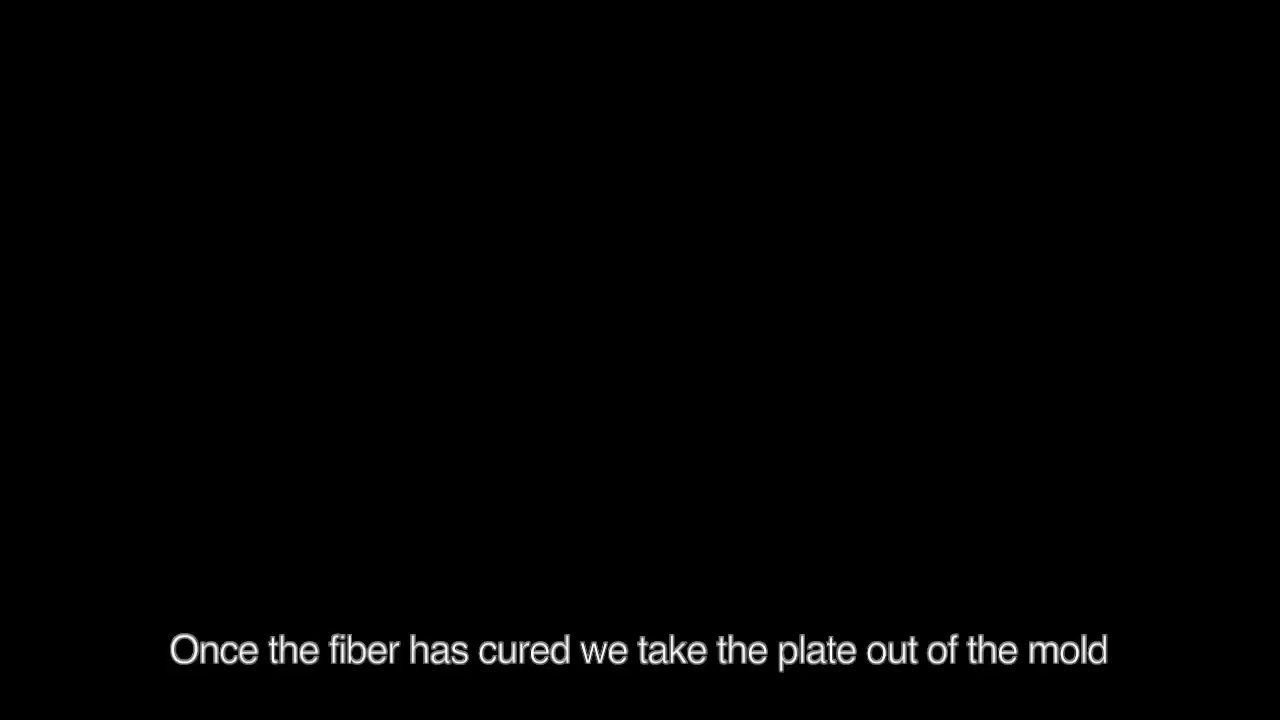 Once the fiber has cured we take the plate out of the mold